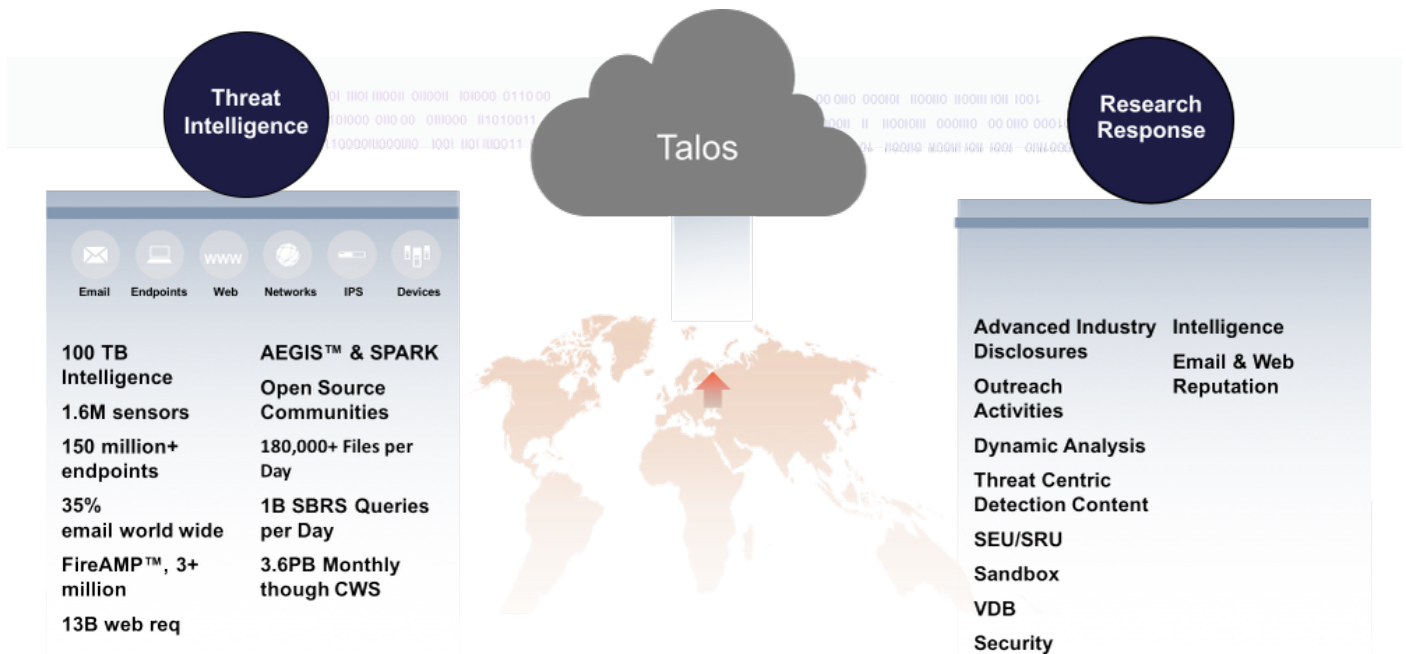 Threat
Intelligence
Talos
Research
Response
www
Email Endpoints Web Networks IPS Devices
100 TB
Intelligence
1.6M sensors
150 million+
endpoints
35%
email world wide
FireAMP™, 3+
million
13B web req
AEGIS™ & SPARK
Open Source
Communities
180,000+ Files per
Day
1B SBRS Queries
per Day
3.6PB Monthly
though CWS
Advanced Industry
Disclosures
Outreach
Activities
Dynamic Analysis
Threat Centric
Detection Content
SEU/SRU
Sandbox
VDB
Security
Intelligence
Email & Web
Reputation